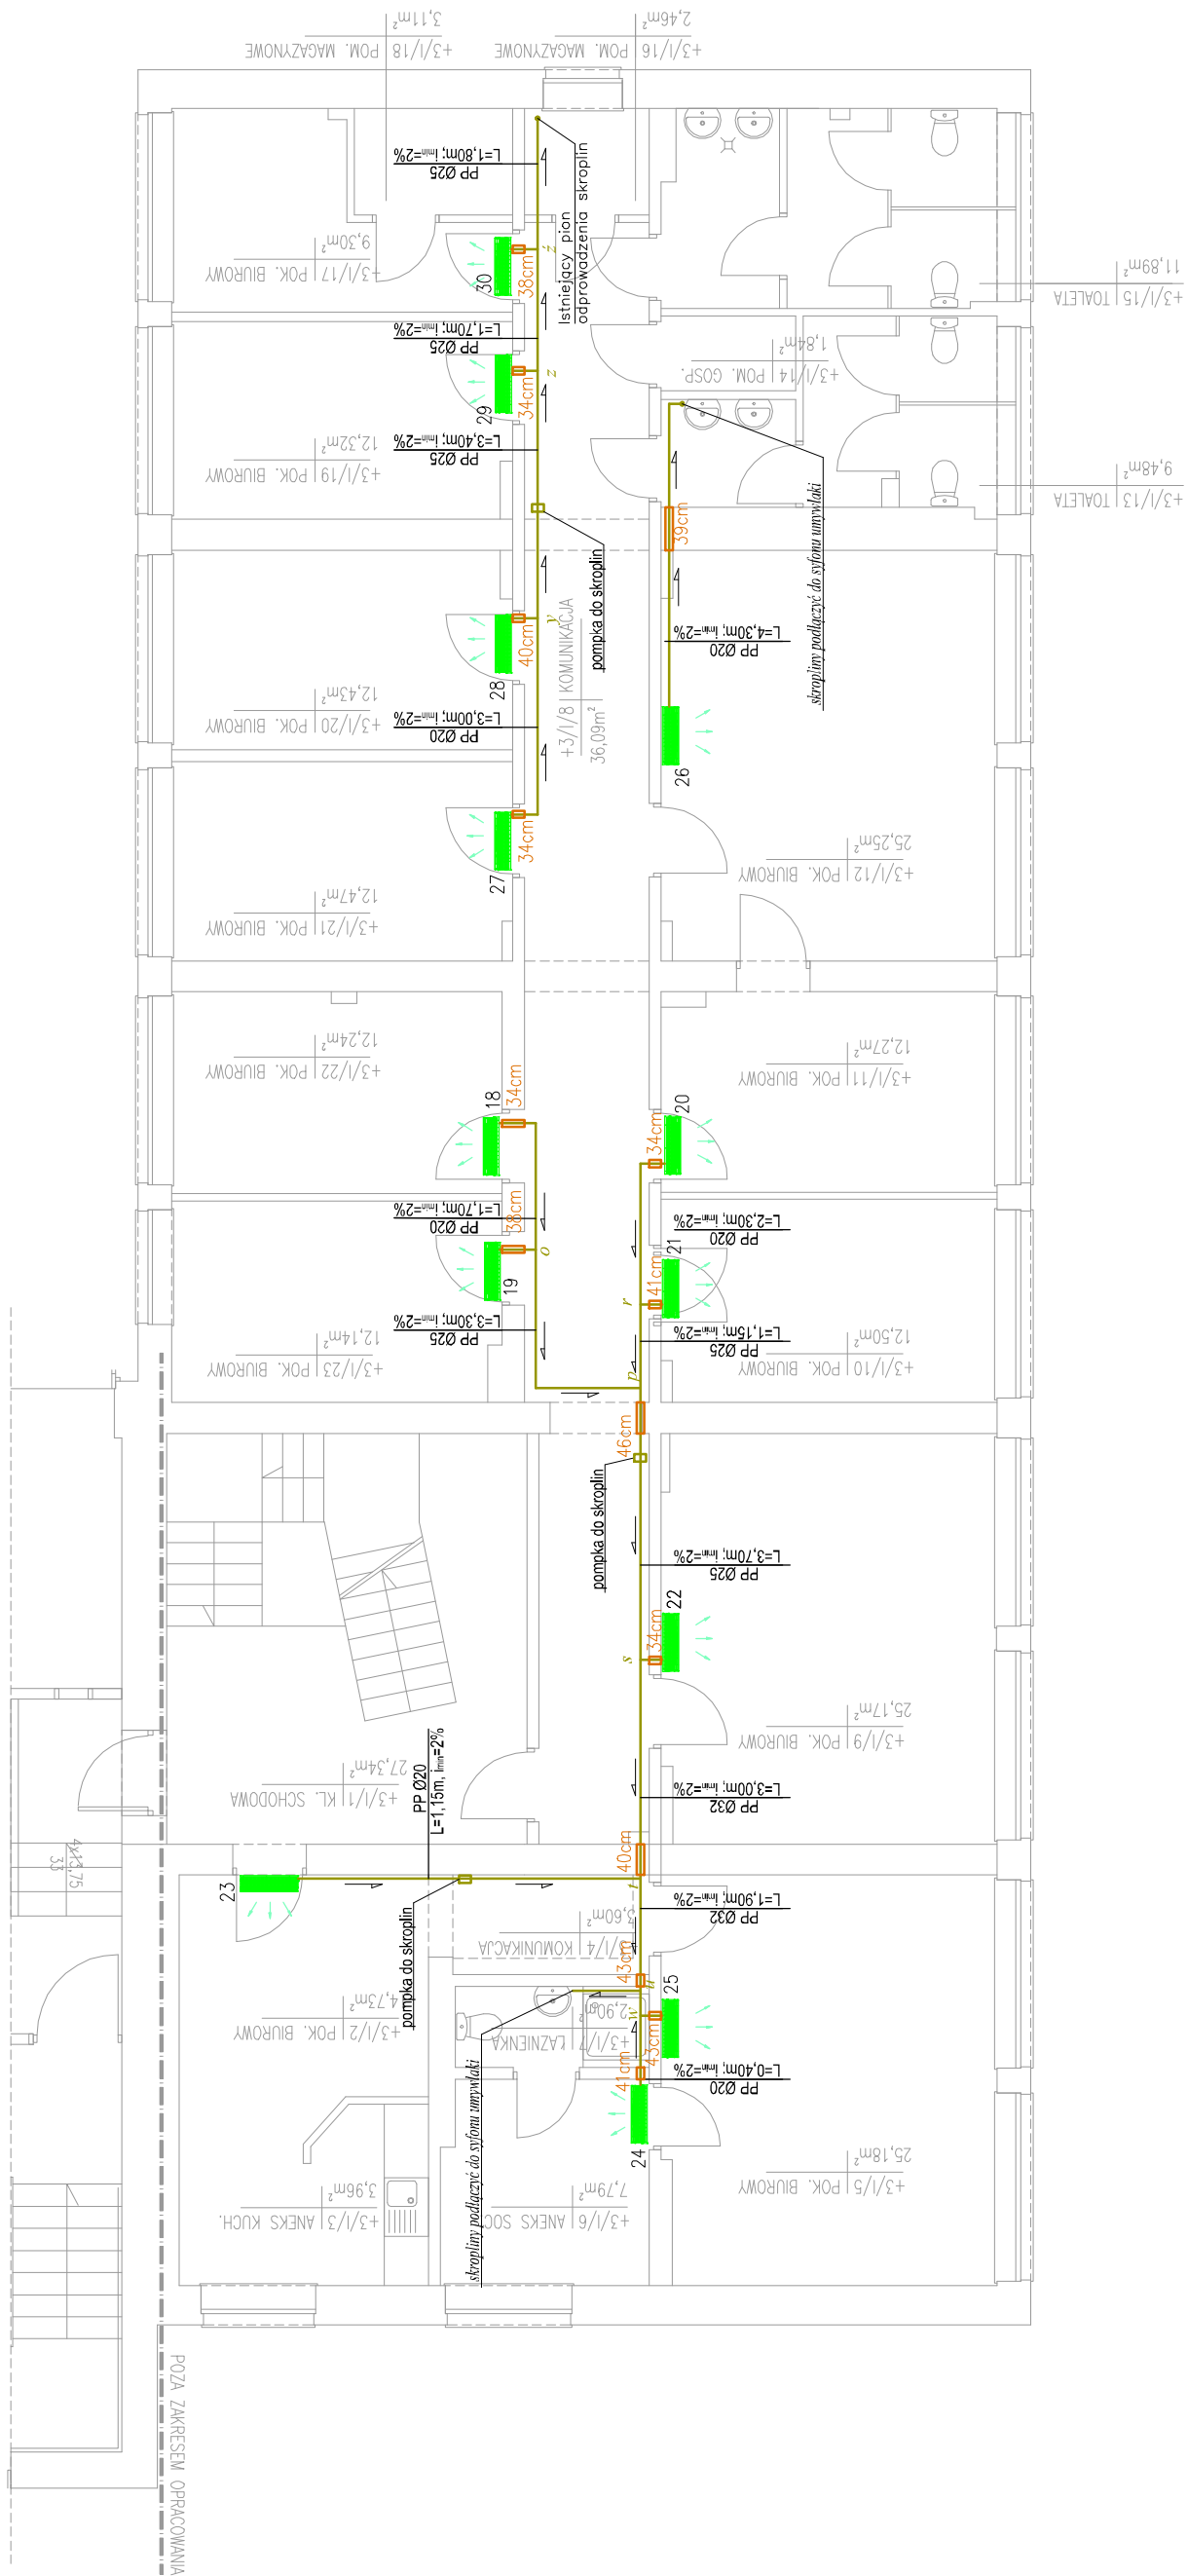 3,11m²
+3/I/18 POM. MAGAZYNOWE
2,46m²
+3/I/16 POM. MAGAZYNOWE
L=1,80m; imin=2%
PP Ø25
Istniejący pion
odprowadzenia skroplin
9,30m²
+3/I/17 POK. BIUROWY
30
38cm
ź
11,89m²
+3/I/15 TOALETA
L=1,70m; imin=2%
PP Ø25
1,84m²
+3/I/14 POM. GOSP.
29
34cm
z
12,32m²
+3/I/19 POK. BIUROWY
L=3,40m; imin=2%
PP Ø25
9,48m²
+3/I/13 TOALETA
39cm
pompka do skroplin
skropliny podłączyć do syfonu umywlaki
28
40cm
y
+3/I/8 KOMUNIKACJA
36,09m²
L=4,30m; imin=2%
PP Ø20
12,43m²
+3/I/20 POK. BIUROWY
L=3,00m; imin=2%
PP Ø20
26
27
34cm
12,47m²
+3/I/21 POK. BIUROWY
25,25m²
+3/I/12 POK. BIUROWY
12,24m²
+3/I/22 POK. BIUROWY
12,27m²
+3/I/11 POK. BIUROWY
18
34cm
20
34cm
L=1,70m; imin=2%
PP Ø20
38cm
o
19
L=2,30m; imin=2%
PP Ø20
21
41cm
r
12,14m²
+3/I/23 POK. BIUROWY
L=3,30m; imin=2%
PP Ø25
L=1,15m; imin=2%
PP Ø25
12,50m²
+3/I/10 POK. BIUROWY
p
46cm
pompka do skroplin
L=3,70m; imin=2%
PP Ø25
22
34cm
s
25,17m²
+3/I/9 POK. BIUROWY
27,34m²
+3/I/1 KL. SCHODOWA
PP Ø20
L=1,15m, imin=2%
L=3,00m; imin=2%
PP Ø32
4x13,75
33
40cm
23
t
L=1,90m; imin=2%
PP Ø32
3,60m²
+3/I/4 KOMUNIKACJA
pompka do skroplin
43cm
u
25
4,73m²
+3/I/2 POK. BIUROWY
2,90m²
+3/I/7 ŁAZNIENKA
w
43cm
41cm
L=0,40m; imin=2%
PP Ø20
24
skropliny podłączyć do syfonu umywlaki
3,96m²
+3/I/3 ANEKS KUCH.
7,79m²
+3/I/6 ANEKS SOC.
25,18m²
+3/I/5 POK. BIUROWY
POZA ZAKRESEM OPRACOWANIA